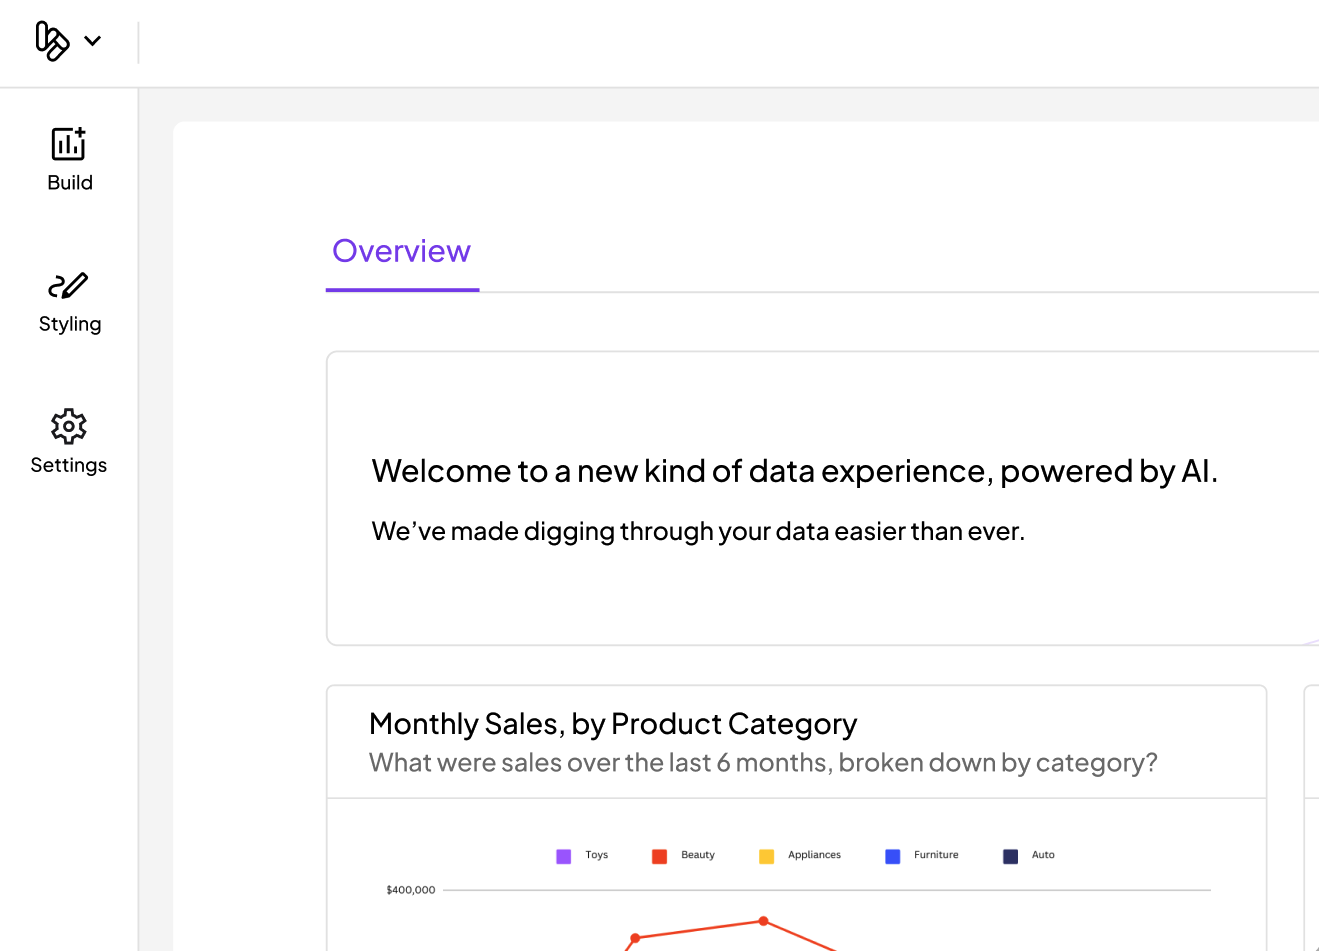 Build
Styling
Settings
Overview
Welcome to a new kind of data experience, powered by AI.
We’ve made digging through your data easier than ever.
Monthly Sales, by Product Category
What were sales over the last 6 months, broken down by category?
Toys Beauty Appliances Furniture Auto
$400,000